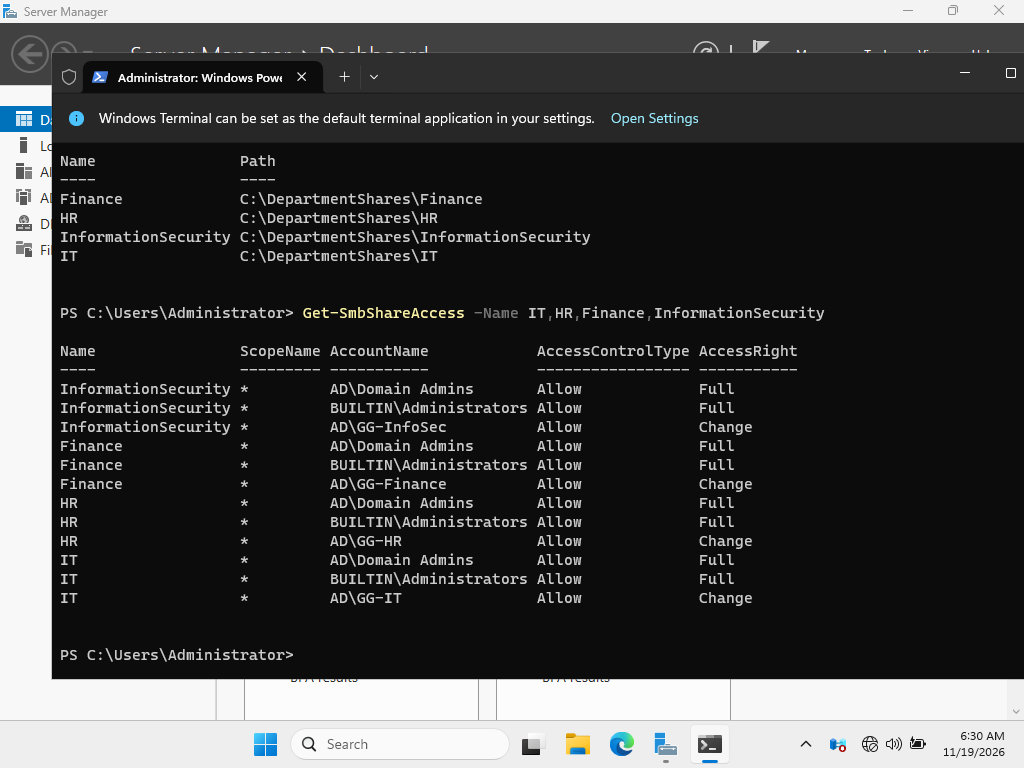 Server Manager
Administrator: Windows Powe
Windows Terminal can be set as the default terminal application in your settings. Open Settings
Name Path
---- ----
Finance C:\DepartmentShares\Finance
HR C:\DepartmentShares\HR
InformationSecurity C:\DepartmentShares\InformationSecurity
IT C:\DepartmentShares\IT
PS C:\Users\Administrator> Get-SmbShareAccess -Name IT,HR,Finance,InformationSecurity
Name ScopeName AccountName AccessControlType AccessRight
---- --------- ----------- ----------------- -----------
InformationSecurity * AD\Domain Admins Allow Full
InformationSecurity * BUILTIN\Administrators Allow Full
InformationSecurity * AD\GG-InfoSec Allow Change
Finance * AD\Domain Admins Allow Full
Finance * BUILTIN\Administrators Allow Full
Finance * AD\GG-Finance Allow Change
HR * AD\Domain Admins Allow Full
HR * BUILTIN\Administrators Allow Full
HR * AD\GG-HR Allow Change
IT * AD\Domain Admins Allow Full
IT * BUILTIN\Administrators Allow Full
IT * AD\GG-IT Allow Change
PS C:\Users\Administrator>
Search
6:30 AM
11/19/2026